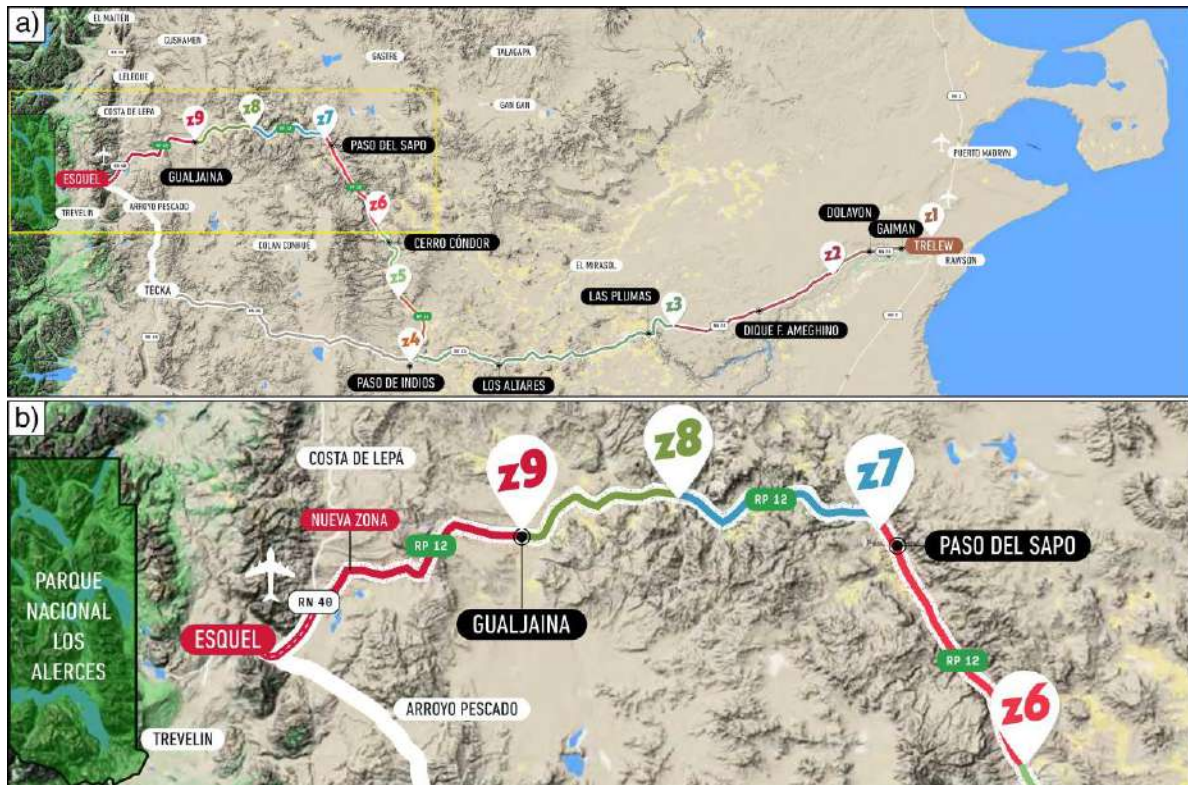 a)
EL MAITÉN
CUSHAMEN
GASTRE
TALAGAPA
LELEQUE
GAN GAN
COSTA DE LEPÁ
z9
z8
z7
PASO DEL SAPO
ESQUEL
GUALJAINA
TREVELIN
ARROYO PESCADO
z6
CERRO CÓNDOR
COLAN CONHUÉ
z5
TECKA
z4
PASO DE INDIOS
LOS ALTARES
EL MIRASOL
LAS PLUMAS
z3
DIQUE F. AMEGHINO
z2
DOLAVON
GAIMAN
z1
TRELEW
RAWSON
PUERTO MADRYN
b)
COSTA DE LEPÁ
z9
z8
z7
NUEVA ZONA
RP 12
RP 12
PASO DEL SAPO
RN 40
GUALJAINA
PARQUE
NACIONAL
LOS
ALERCES
ESQUEL
RP 12
z6
ARROYO PESCADO
TREVELIN